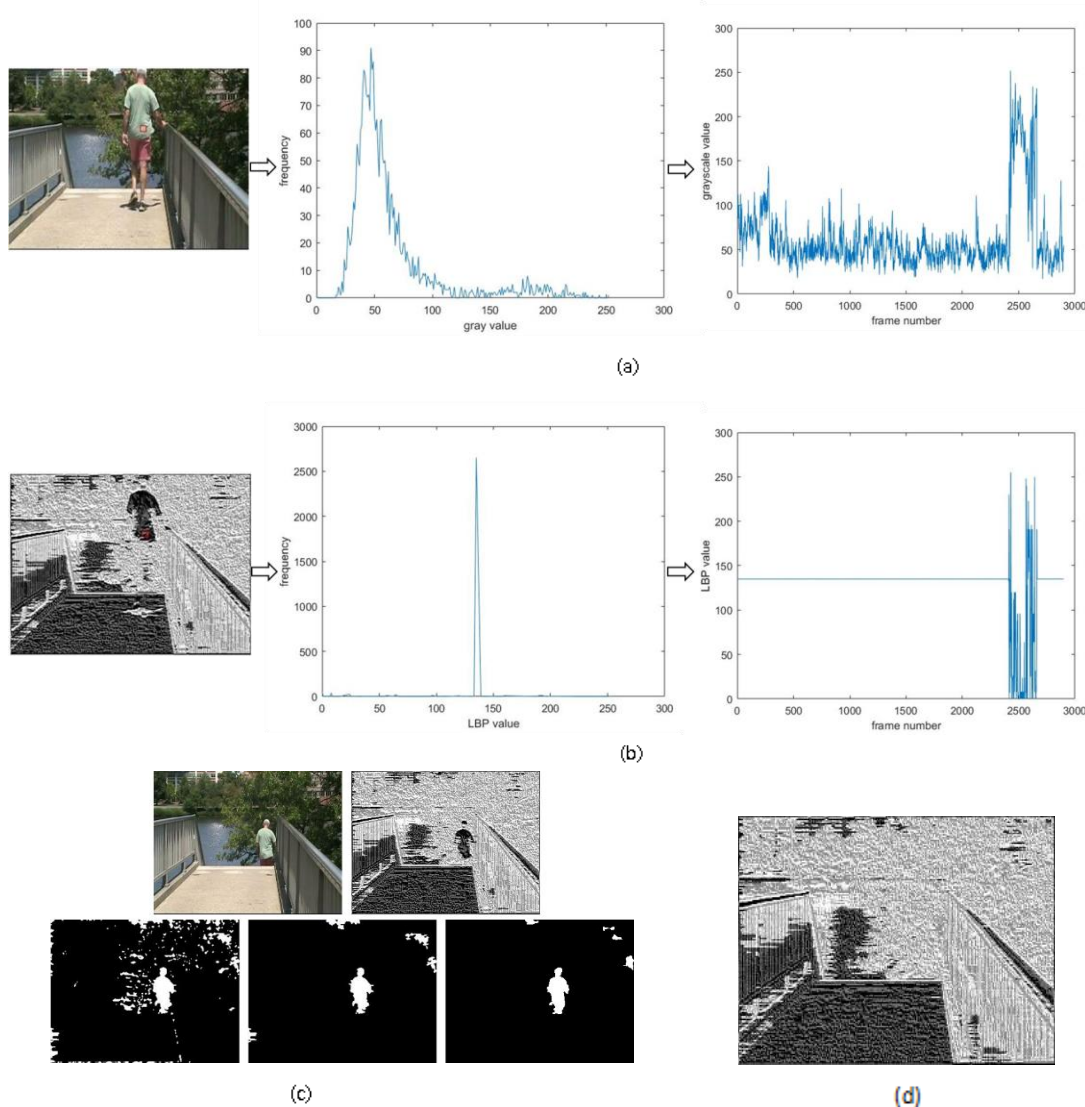 100
90
80
70
60
50
40
30
20
10
0
frequency
0 50 100 150 200 250 300
gray value
300
250
200
150
100
50
0
grayscale value
0 500 1000 1500 2000 2500 3000
frame number
(a)
3000
2500
2000
1500
1000
500
0
frequency
0 50 100 150 200 250 300
LBP value
300
250
200
150
100
50
0
LBP value
0 500 1000 1500 2000 2500 3000
frame number
(b)
(c)
(d)